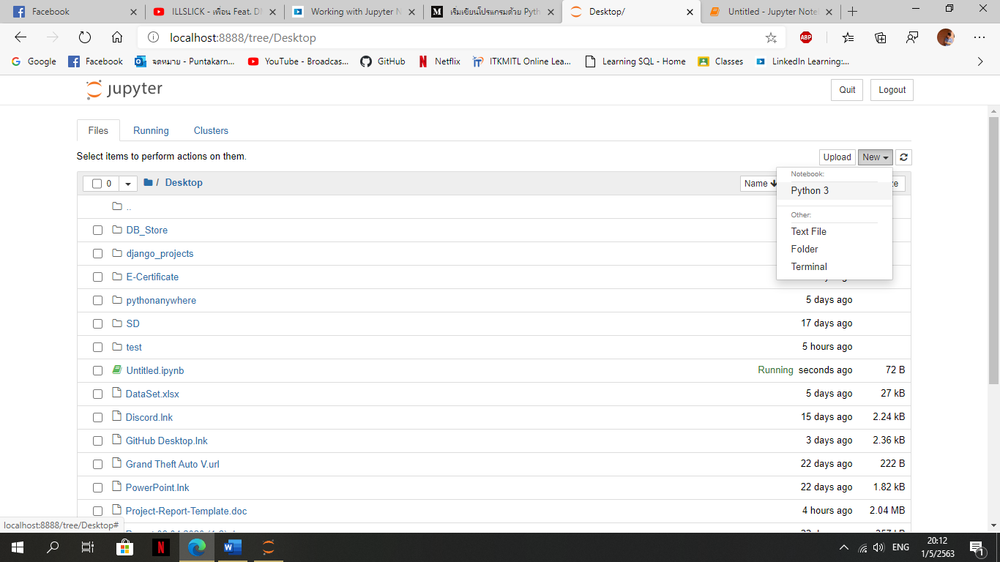 Facebook
ILLSLICK - เพื่อน Feat. D
Working with Jupyter N
เริ่มเขียนโปรแกรมด้วย Pyth
Desktop/
Untitled - Jupyter Note
localhost:8888/tree/Desktop
ABP
Google
Facebook
จดหมาย - Puntakarn...
YouTube - Broadcas...
GitHub
Netflix
ITKMITL Online Lea...
Learning SQL - Home
Classes
LinkedIn Learning:...
jupyter
Quit
Logout
Files
Running
Clusters
Select items to perform actions on them.
Upload
New
0
/
Desktop
Name
Notebook:
Python 3
Other:
Text File
Folder
Terminal
..
DB_Store
django_projects
E-Certificate
pythonanywhere 5 days ago
SD 17 days ago
test 5 hours ago
Untitled.ipynb Running seconds ago 72 B
DataSet.xlsx 5 days ago 27 kB
Discord.lnk 15 days ago 2.24 kB
GitHub Desktop.lnk 3 days ago 2.36 kB
Grand Theft Auto V.url 22 days ago 222 B
PowerPoint.lnk 22 days ago 1.82 kB
Project-Report-Template.doc 4 hours ago 2.04 MB
localhost:8888/tree/Desktop#
ENG
20:12
1/5/2563
1